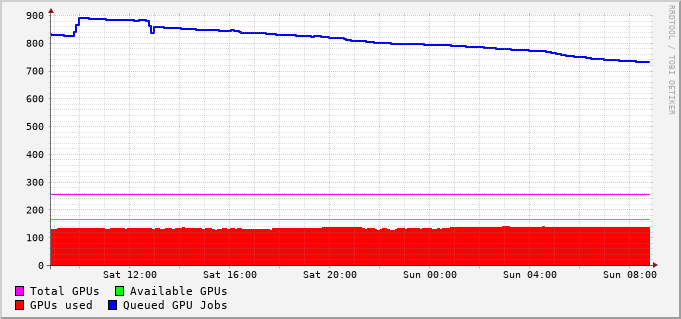 900
800
700
600
500
400
300
200
100
0
Sat 12:00 Sat 16:00 Sat 20:00 Sun 00:00 Sun 04:00 Sun 08:00
Total GPUs Available GPUs
GPUs used Queued GPU Jobs
RRDTOOL / TOBI OETIKER